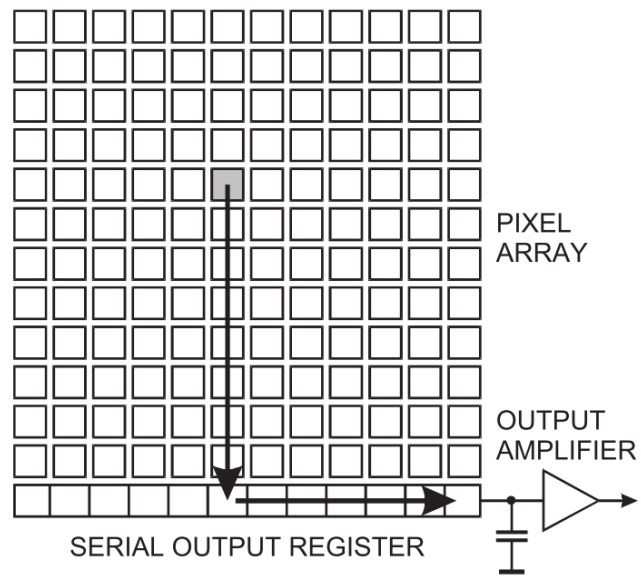 PIXEL
ARRAY
OUTPUT
AMPLIFIER
SERIAL OUTPUT REGISTER